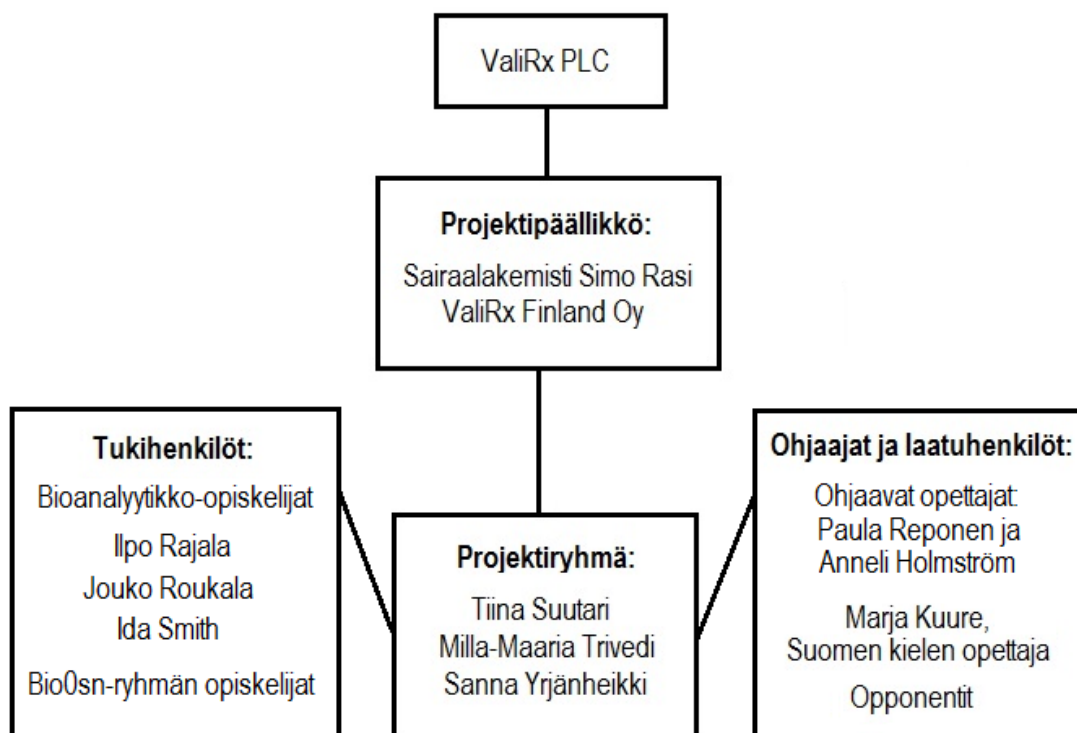 ValiRx PLC
Projektipäällikkö:
Sairaalakemisti Simo Rasi
ValiRx Finland Oy
Tukihenkilöt:
Bioanalyytikko-opiskelijat
Ilpo Rajala
Jouko Roukala
Ida Smith
Bio0sn-ryhmän opiskelijat
Projektiryhmä:
Tiina Suutari
Milla-Maaria Trivedi
Sanna Yrjänheikki
Ohjaajat ja laatuhenkilöt:
Ohjaavat opettajat:
Paula Reponen ja
Anneli Holmström
Marja Kuure,
Suomen kielen opettaja
Opponentit